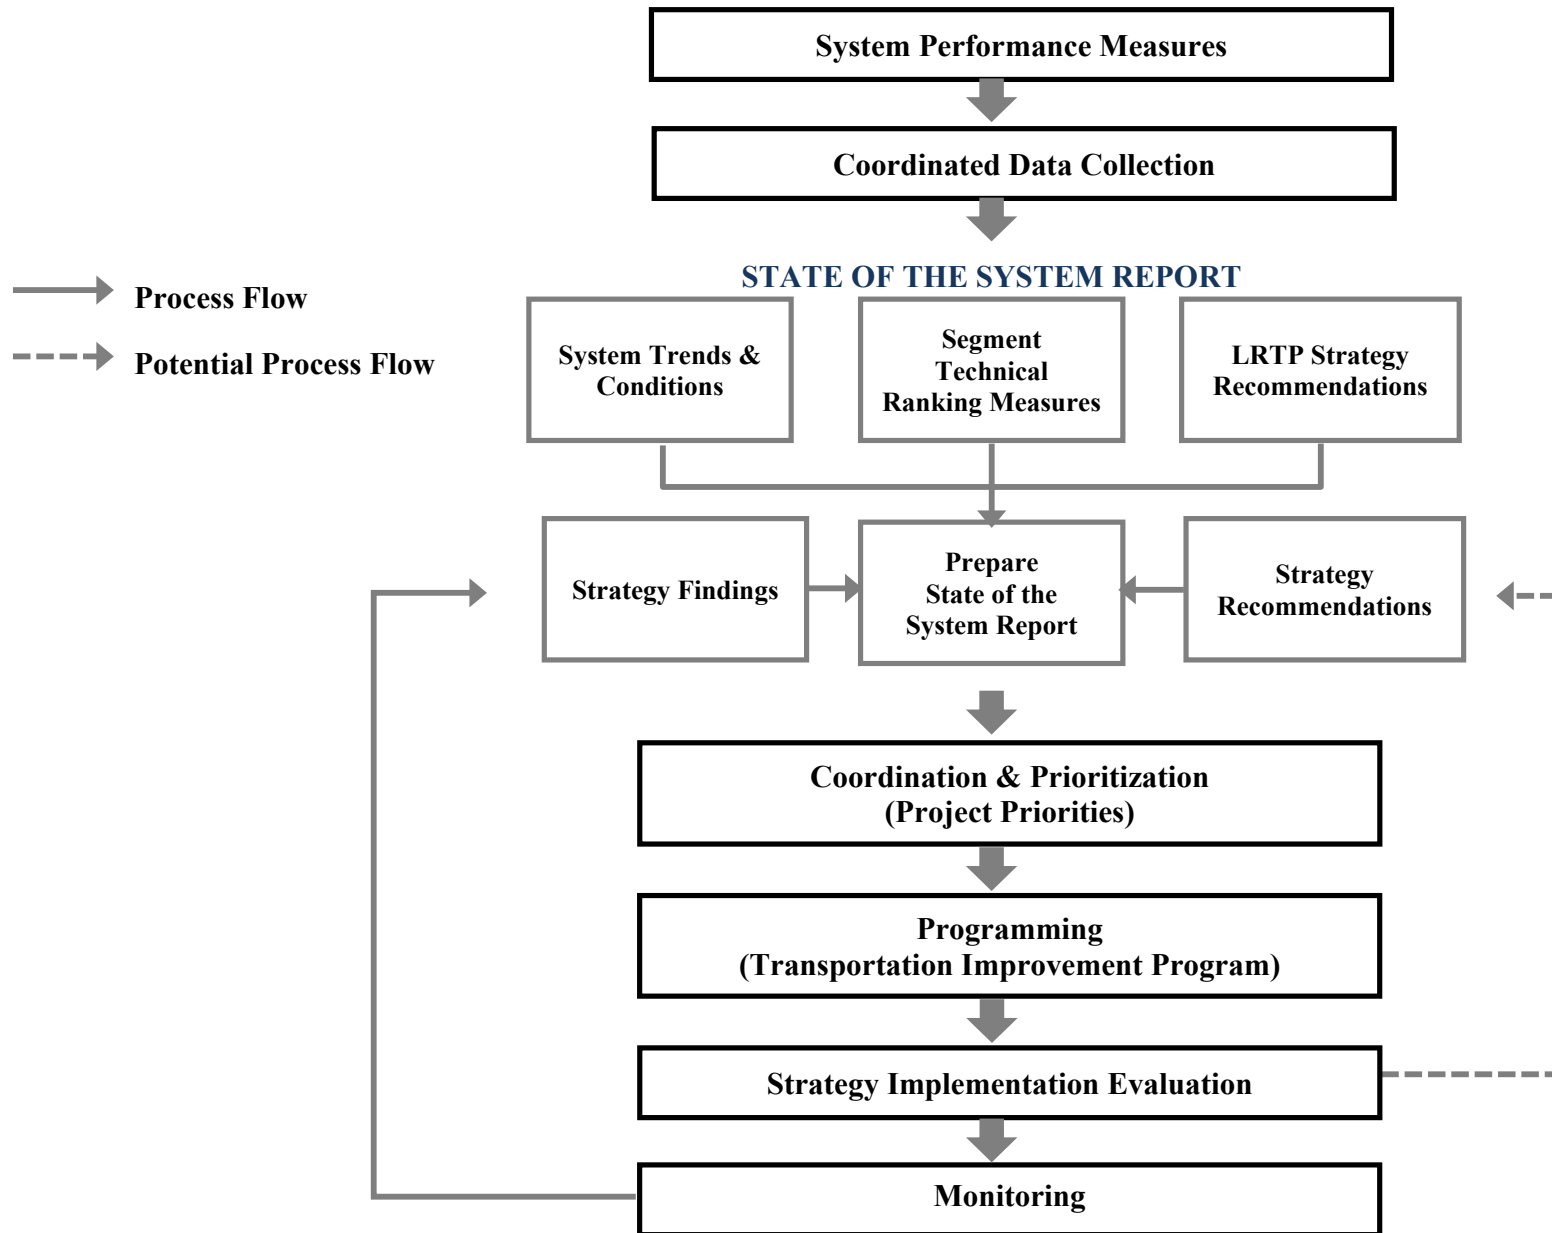 System Performance Measures
Coordinated Data Collection
STATE OF THE SYSTEM REPORT
Process Flow
Potential Process Flow
System Trends &
Conditions
Segment
Technical
Ranking Measures
LRTP Strategy
Recommendations
Strategy Findings
Prepare
State of the
System Report
Strategy
Recommendations
Coordination & Prioritization
(Project Priorities)
Programming
(Transportation Improvement Program)
Strategy Implementation Evaluation
Monitoring